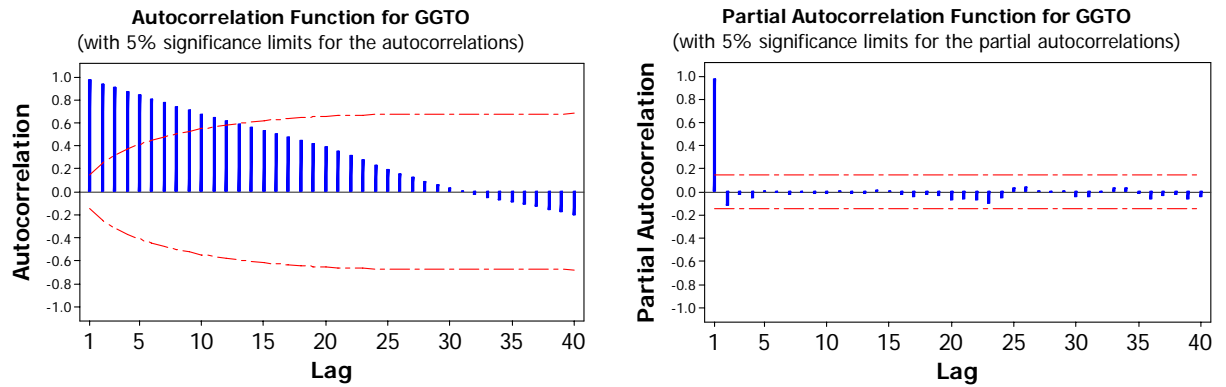 Autocorrelation Function for GGTO
(with 5% significance limits for the autocorrelations)
Autocorrelation
1.0
0.8
0.6
0.4
0.2
0.0
-0.2
-0.4
-0.6
-0.8
-1.0
1 5 10 15 20 25 30 35 40
Lag
Partial Autocorrelation Function for GGTO
(with 5% significance limits for the partial autocorrelations)
Partial Autocorrelation
1.0
0.8
0.6
0.4
0.2
0.0
-0.2
-0.4
-0.6
-0.8
-1.0
1 5 10 15 20 25 30 35 40
Lag